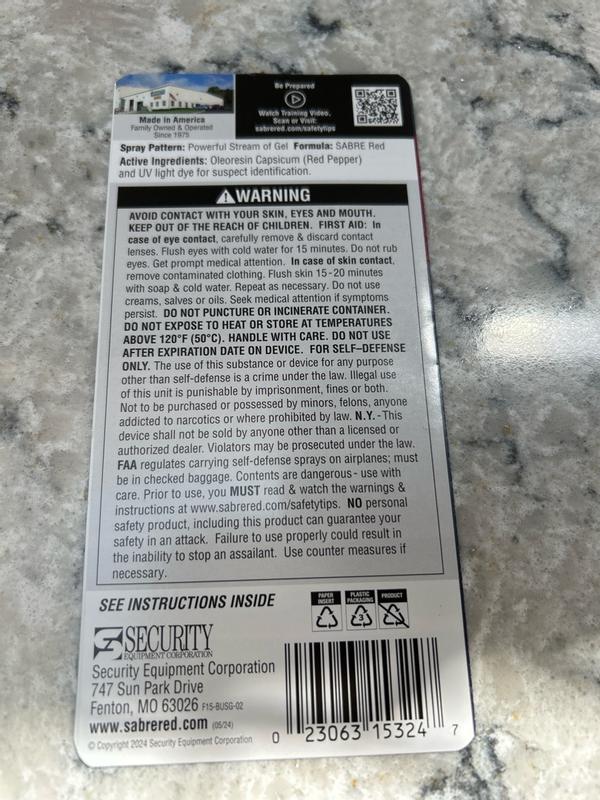 Made in America
Family Owned & Operated
Since 1975
Be Prepared
Watch Training Video.
Scan or Visit:
sabrered.com/safetytips
Spray Pattern: Powerful Stream of Gel Formula: SABRE Red
Active Ingredients: Oleoresin Capsicum (Red Pepper)
and UV light dye for suspect identification.
WARNING
AVOID CONTACT WITH YOUR SKIN, EYES AND MOUTH.
KEEP OUT OF THE REACH OF CHILDREN. FIRST AID: In
case of eye contact, carefully remove & discard contact
lenses. Flush eyes with cold water for 15 minutes. Do not rub
eyes. Get prompt medical attention. In case of skin contact,
remove contaminated clothing. Flush skin 15-20 minutes
with soap & cold water. Repeat as necessary. Do not use
creams, salves or oils. Seek medical attention if symptoms
persist. DO NOT PUNCTURE OR INCINERATE CONTAINER.
DO NOT EXPOSE TO HEAT OR STORE AT TEMPERATURES
ABOVE 120°F (50°C). HANDLE WITH CARE. DO NOT USE
AFTER EXPIRATION DATE ON DEVICE. FOR SELF–DEFENSE
ONLY. The use of this substance or device for any purpose
other than self-defense is a crime under the law. Illegal use
of this unit is punishable by imprisonment, fines or both.
Not to be purchased or possessed by minors, felons, anyone
addicted to narcotics or where prohibited by law. N.Y. - This
device shall not be sold by anyone other than a licensed or
authorized dealer. Violators may be prosecuted under the law.
FAA regulates carrying self-defense sprays on airplanes; must
be in checked baggage. Contents are dangerous - use with
care. Prior to use, you MUST read & watch the warnings &
instructions at www.sabrered.com/safetytips. NO personal
safety product, including this product can guarantee your
safety in an attack. Failure to use properly could result in
the inability to stop an assailant. Use counter measures if
necessary.
SEE INSTRUCTIONS INSIDE
PAPER INSERT
PLASTIC PACKAGING
PRODUCT
3
SECURITY
EQUIPMENT CORPORATION
Security Equipment Corporation
747 Sun Park Drive
Fenton, MO 63026 F15-BUSG-02
www.sabrered.com (05/24)
© Copyright 2024 Security Equipment Corporation
0 23063 15324 7